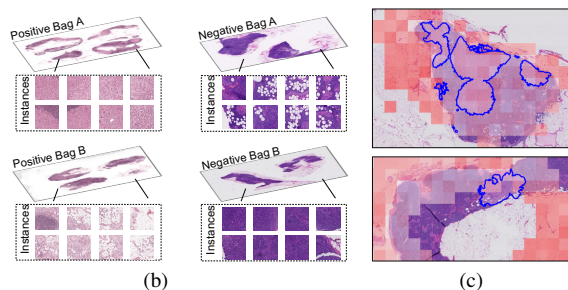 Positive Bag A
Instances
Negative Bag A
Instances
Positive Bag B
Instances
Negative Bag B
Instances
(b)
(c)